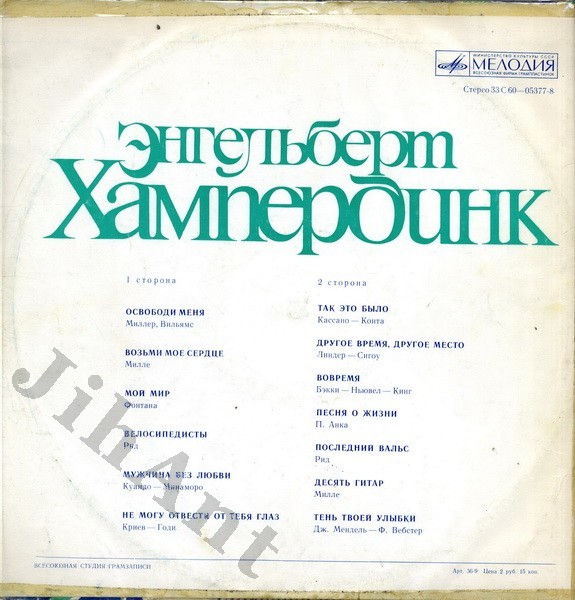 МИНИСТЕРСТВО КУЛЬТУРЫ СССР
МЕЛОДИЯ
ВСЕСОЮЗНАЯ ФИРМА ГРАМПЛАСТИНОК
Стерео 33 С 60—05377-8
Энгельберт
Хампердинк
1 сторона
ОСВОБОДИ МЕНЯ
Миллер, Вильямс
ВОЗЬМИ МОЕ СЕРДЦЕ
Милле
МОЙ МИР
Фонтана
ВЕЛОСИПЕДИСТЫ
Рид
МУЖЧИНА БЕЗ ЛЮБВИ
Куандо — Манаморо
НЕ МОГУ ОТВЕСТИ ОТ ТЕБЯ ГЛАЗ
Криев — Годи
2 сторона
ТАК ЭТО БЫЛО
Кассано — Конта
ДРУГОЕ ВРЕМЯ, ДРУГОЕ МЕСТО
Линдер — Сигоу
ВОВРЕМЯ
Бэкки — Ньювел — Кинг
ПЕСНЯ О ЖИЗНИ
П. Анка
ПОСЛЕДНИЙ ВАЛЬС
Рид
ДЕСЯТЬ ГИТАР
Милле
ТЕНЬ ТВОЕЙ УЛЫБКИ
Дж. Мендель — Ф. Вебстер
JihAnt
ВСЕСОЮЗНАЯ СТУДИЯ ГРАМЗАПИСИ
Арт. 36-9 Цена 2 руб. 15 коп.